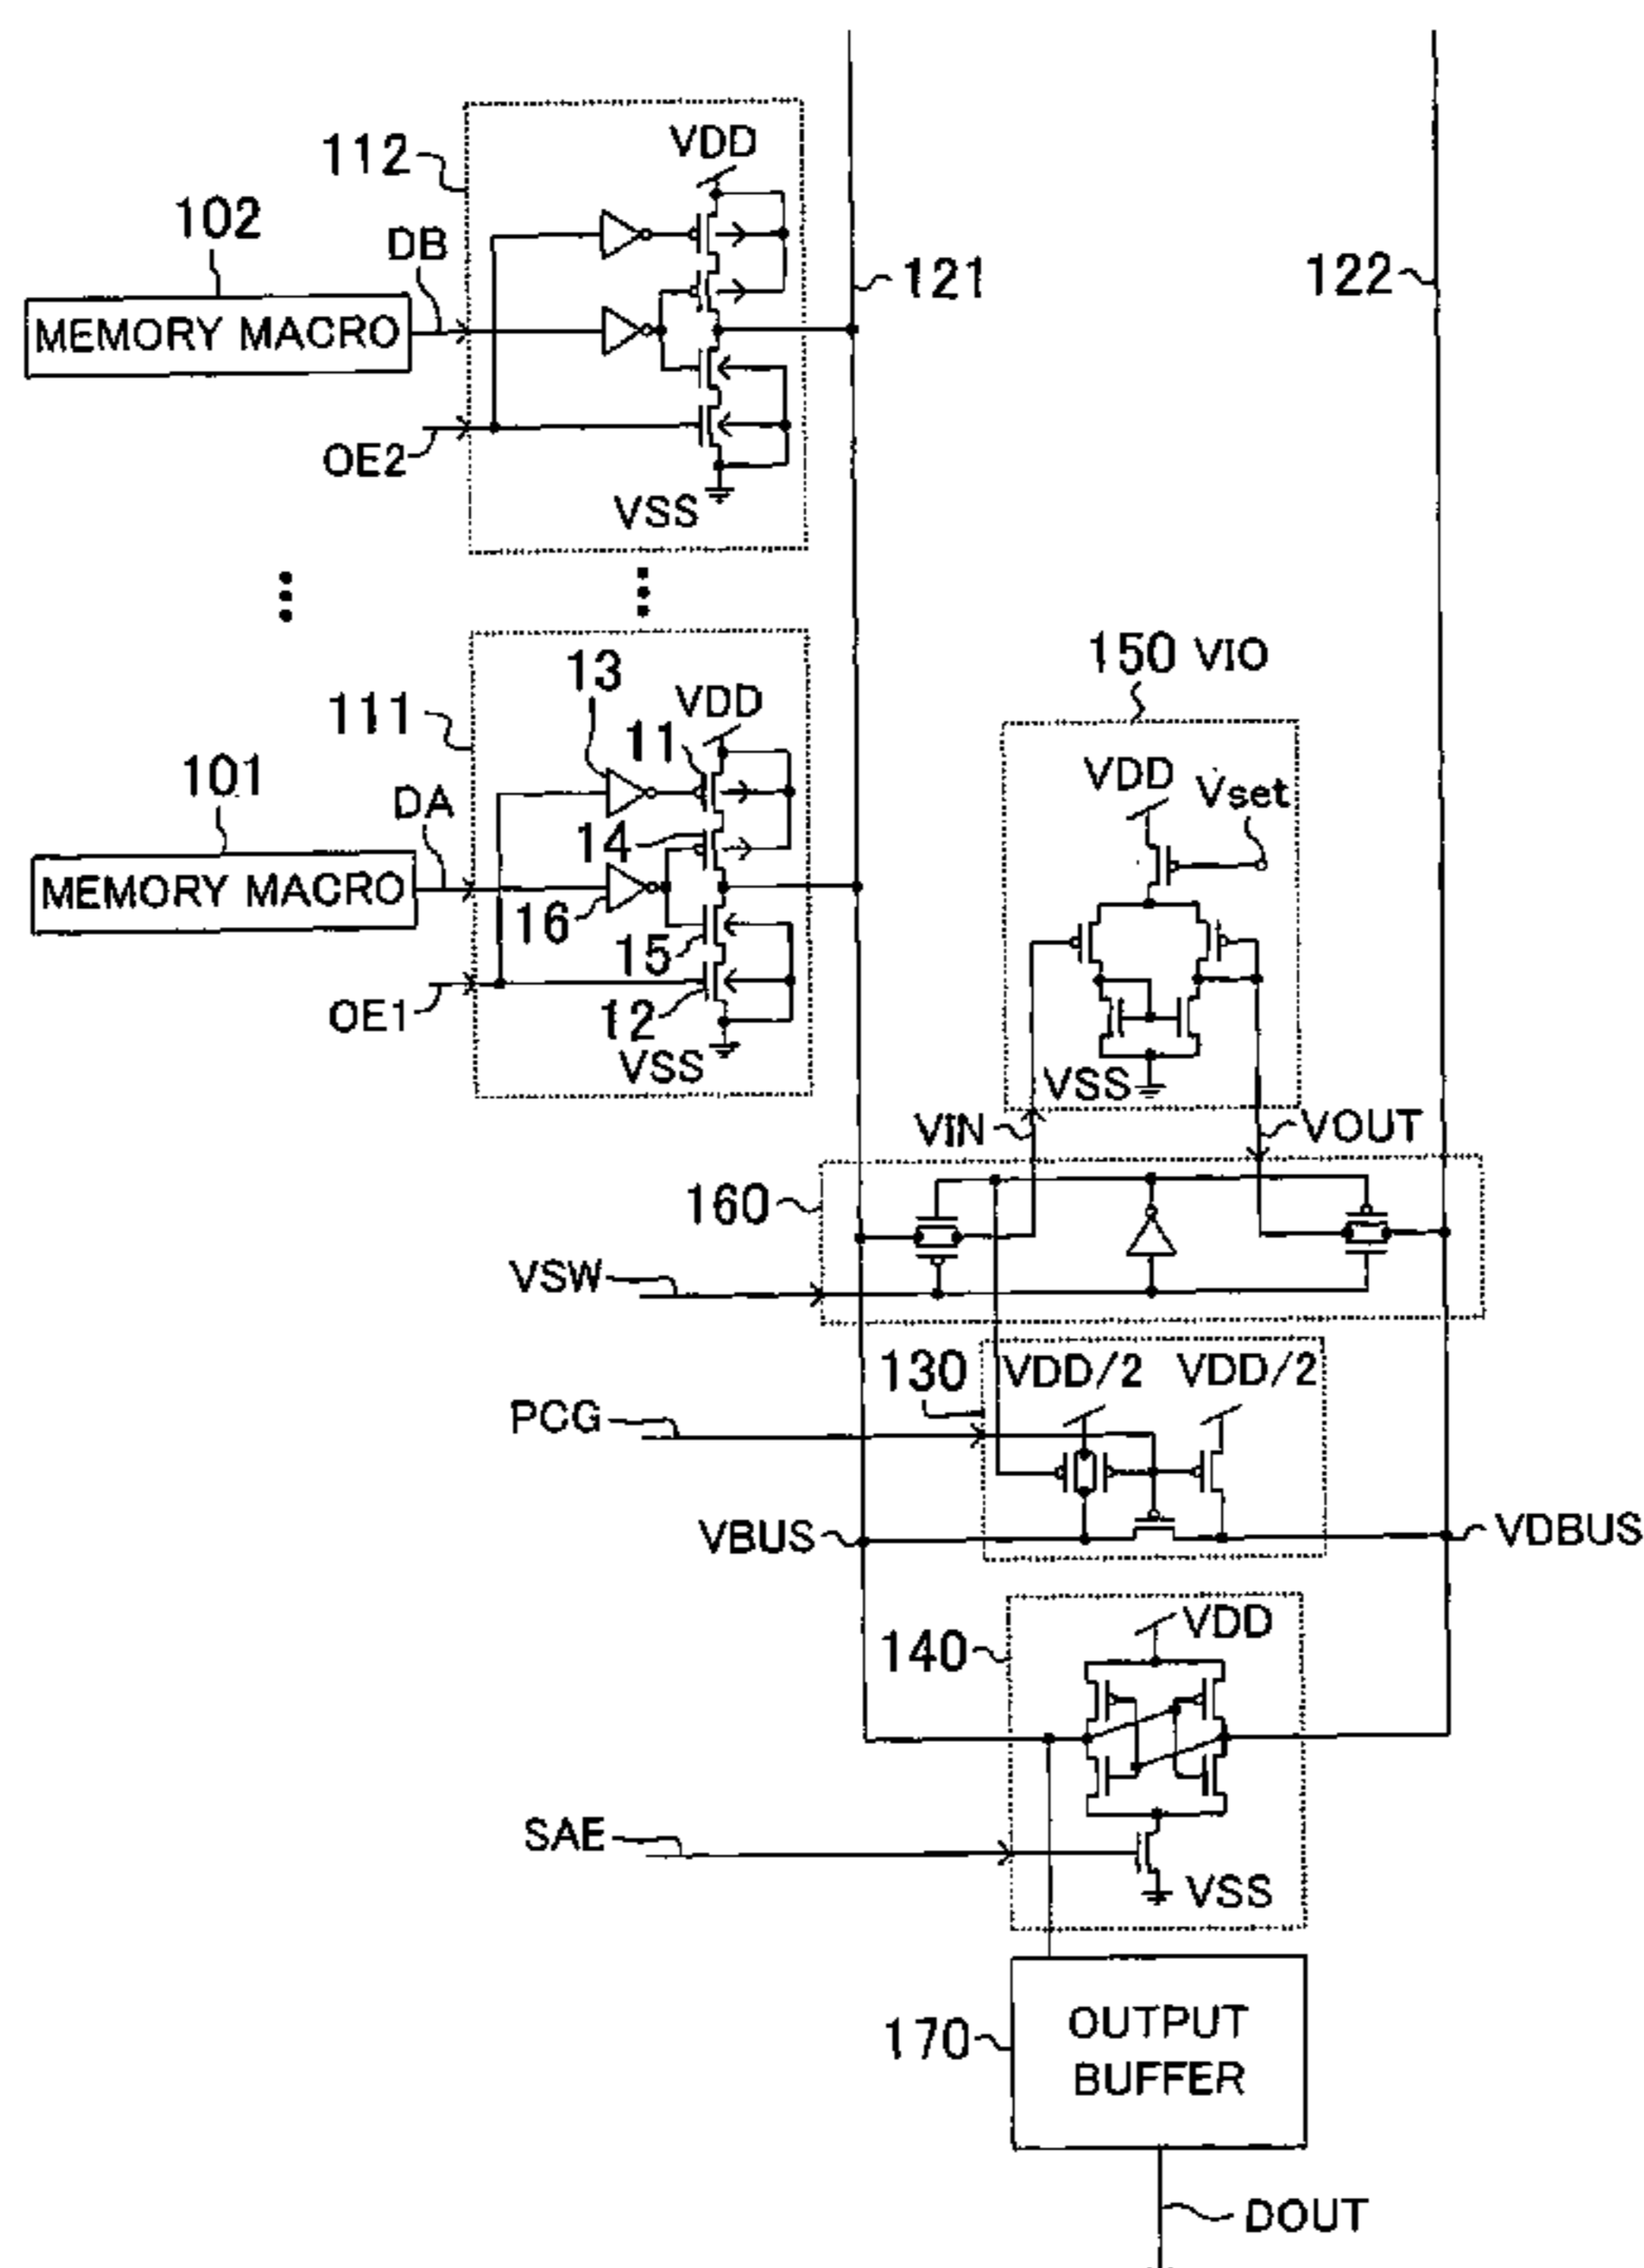 112
VDD
102
DB
MEMORY MACRO
OE2
VSS
121
122
13
VDD
111
11
101
DA
14
MEMORY MACRO
16
15
OE1
12
VSS
150 VIO
VDD
Vset
VSS
VIN
VOUT
160
VSW
130
VDD/2
VDD/2
PCG
VBUS
VDBUS
140
VDD
SAE
VSS
170
OUTPUT
BUFFER
DOUT